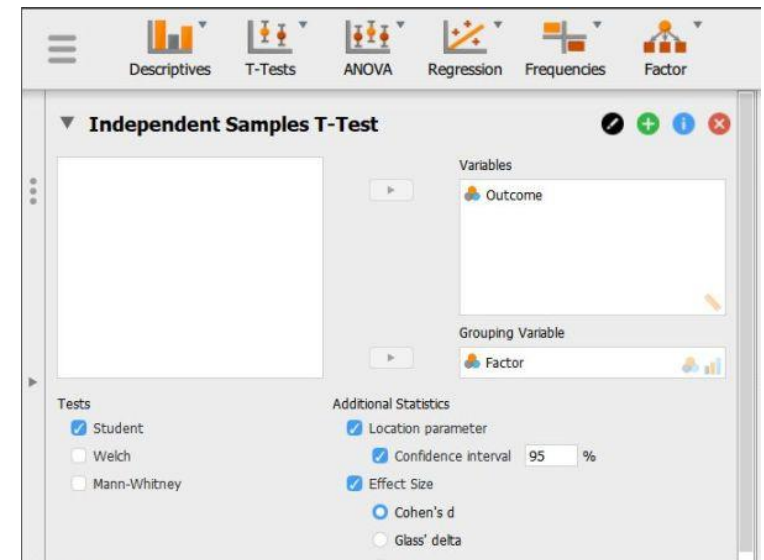 Descriptives T-Tests ANOVA Regression Frequencies Factor
Independent Samples T-Test
Variables
Outcome
Grouping Variable
Factor
Tests
Student
Welch
Mann-Whitney
Additional Statistics
Location parameter
Confidence interval 95 %
Effect Size
Cohen's d
Glass' delta